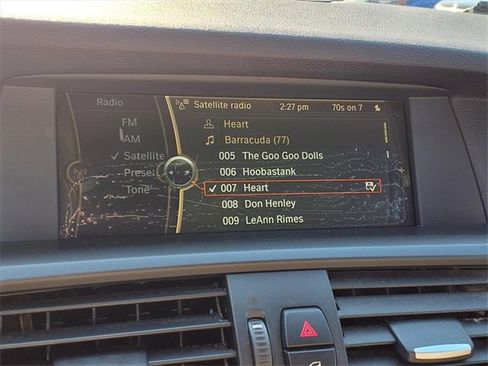 Radio
FM
AM
✓ Satellite
Prese
Tone
Satellite radio 2:27 pm 70s on 7
Heart
Barracuda (77)
005 The Goo Goo Dolls
006 Hoobastank
✓ 007 Heart
008 Don Henley
009 LeAnn Rimes